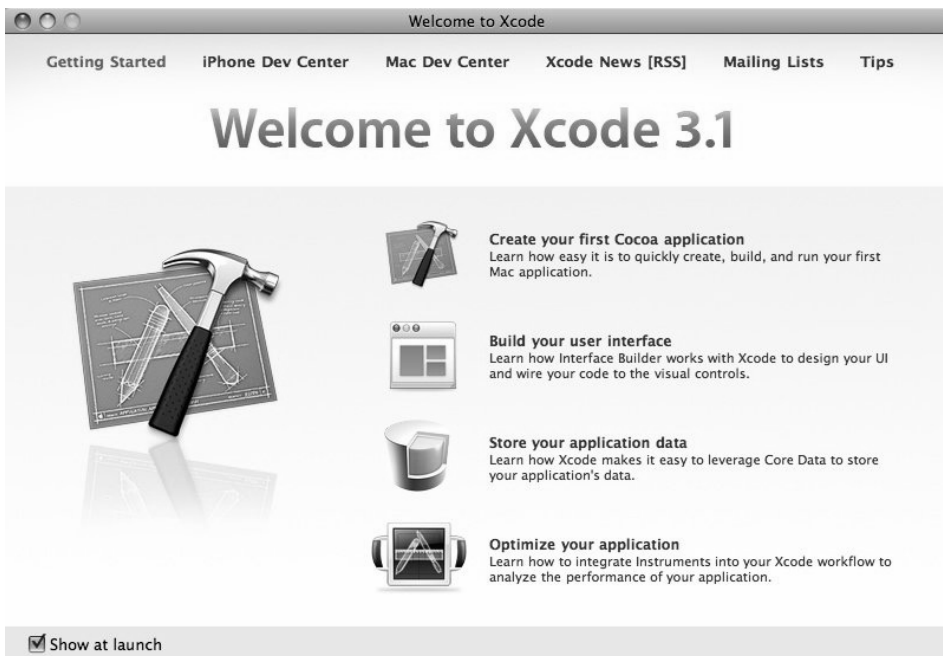 Welcome to Xcode
Getting Started iPhone Dev Center Mac Dev Center Xcode News [RSS] Mailing Lists Tips
Welcome to Xcode 3.1
Create your first Cocoa application
Learn how easy it is to quickly create, build, and run your first
Mac application.
Build your user interface
Learn how Interface Builder works with Xcode to design your UI
and wire your code to the visual controls.
Store your application data
Learn how Xcode makes it easy to leverage Core Data to store
your application's data.
Optimize your application
Learn how to integrate Instruments into your Xcode workflow to
analyze the performance of your application.
Show at launch